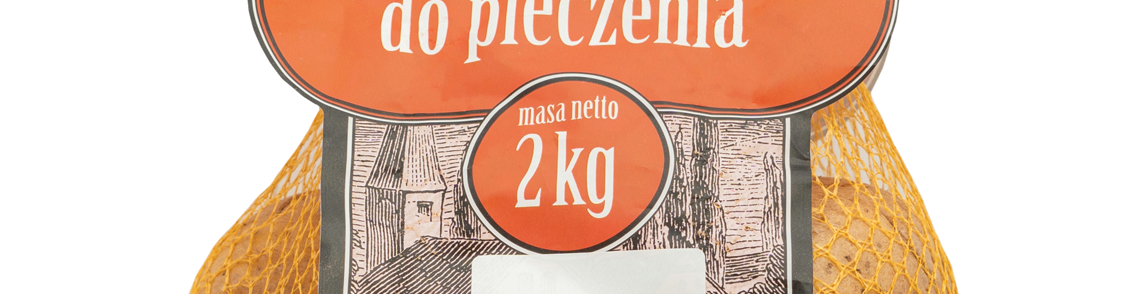 do pieczenia
masa netto
2 kg